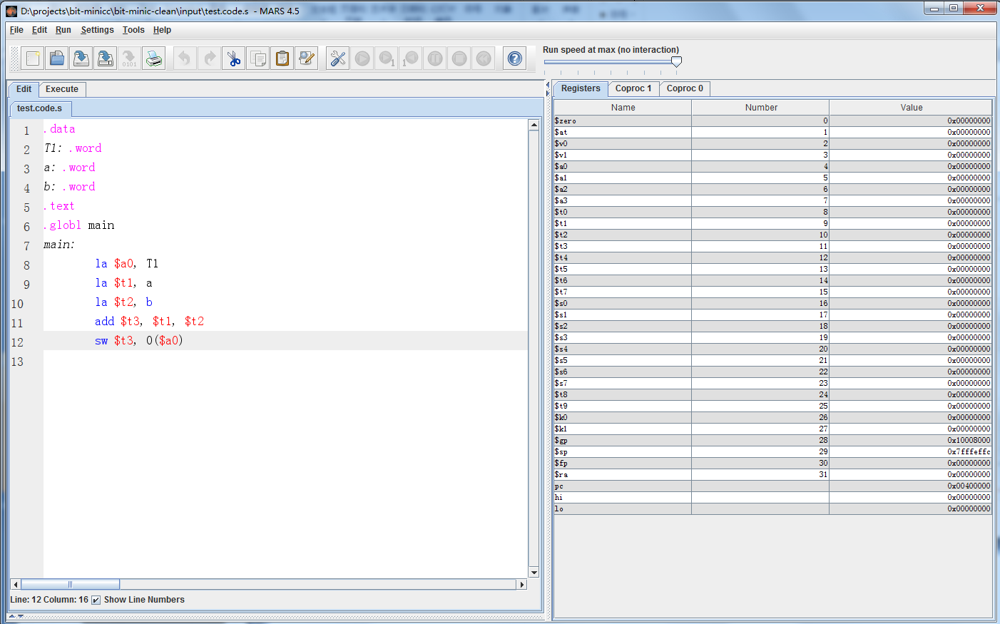 D:\projects\bit-minicc\bit-minic-clean\input\test.code.s - MARS 4.5
File Edit Run Settings Tools Help
Run speed at max (no interaction)
Edit Execute
test.code.s
1 .data
2 T1: .word
3 a: .word
4 b: .word
5 .text
6 .globl main
7 main:
8 la $a0, T1
9 la $t1, a
10 la $t2, b
11 add $t3, $t1, $t2
12 sw $t3, 0($a0)
13
Line: 12 Column: 16 Show Line Numbers
Registers Coproc 1 Coproc 0
Name Number Value
$zero 0 0x00000000
$at 1 0x00000000
$v0 2 0x00000000
$v1 3 0x00000000
$a0 4 0x00000000
$a1 5 0x00000000
$a2 6 0x00000000
$a3 7 0x00000000
$t0 8 0x00000000
$t1 9 0x00000000
$t2 10 0x00000000
$t3 11 0x00000000
$t4 12 0x00000000
$t5 13 0x00000000
$t6 14 0x00000000
$t7 15 0x00000000
$s0 16 0x00000000
$s1 17 0x00000000
$s2 18 0x00000000
$s3 19 0x00000000
$s4 20 0x00000000
$s5 21 0x00000000
$s6 22 0x00000000
$s7 23 0x00000000
$t8 24 0x00000000
$t9 25 0x00000000
$k0 26 0x00000000
$k1 27 0x00000000
$gp 28 0x10008000
$sp 29 0x7fffeffc
$fp 30 0x00000000
$ra 31 0x00000000
pc 0x00400000
hi 0x00000000
lo 0x00000000